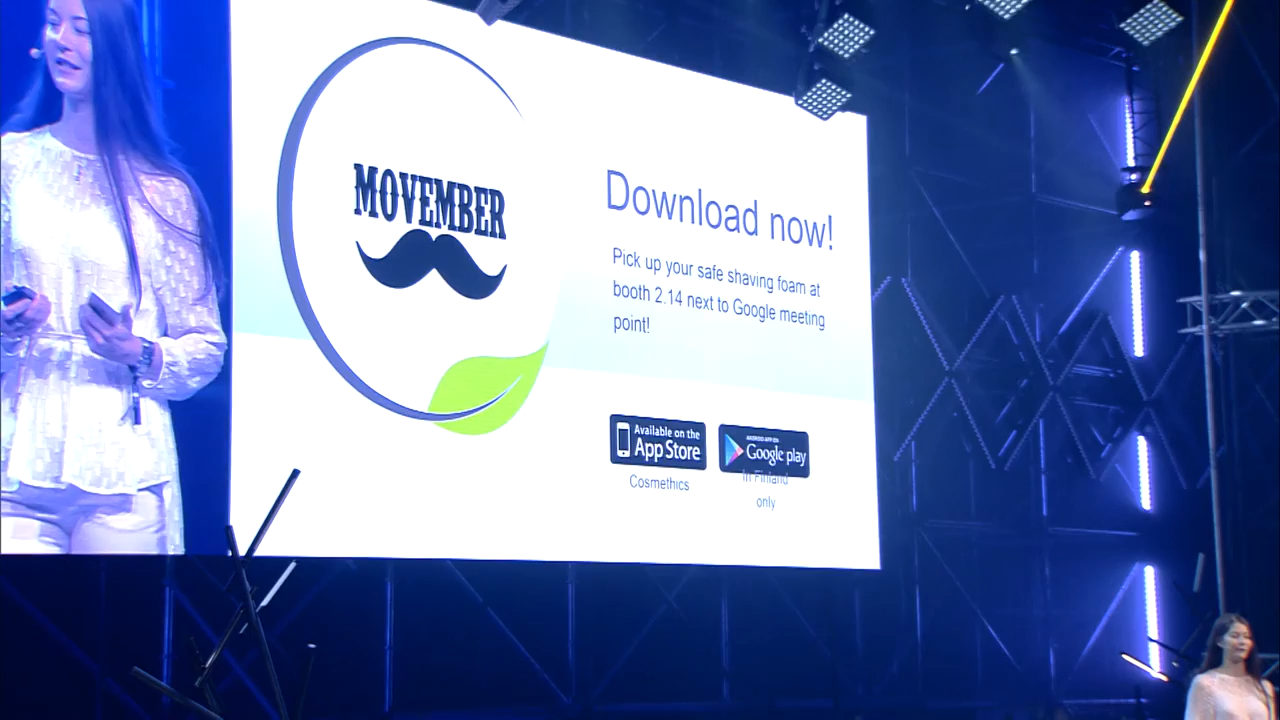 MOVEMBER
Download now!
Pick up your safe shaving foam at
booth 2.14 next to Google meeting
point!
Available on the
App Store
ANDROID APP ON
Google play
Cosmethics
In Finland
only